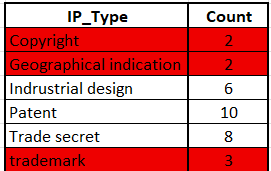 IP_Type Count
Copyright 2
Geographical indication 2
Indrustrial design 6
Patent 10
Trade secret 8
trademark 3